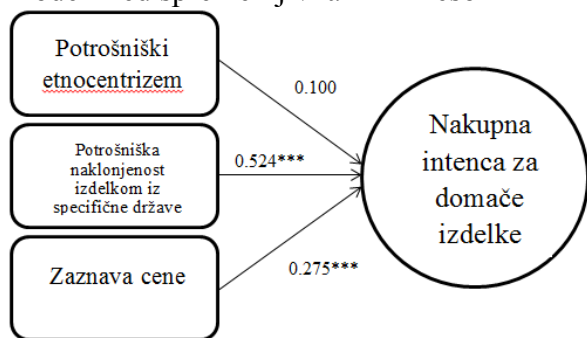 Potrošniški
etnocentrizem
0.100
Potrošniška
naklonjenost
izdelkom iz
specifične države
0.524***
Zaznava cene
0.275***
Nakupna
intenca za
domače
izdelke